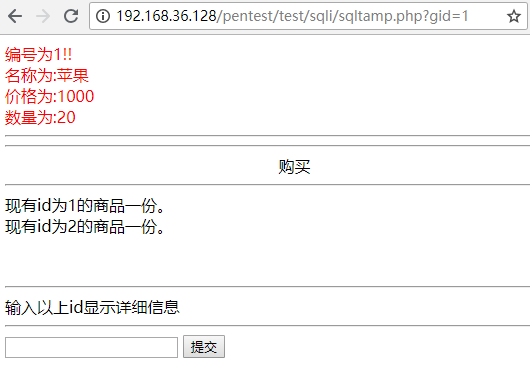 192.168.36.128/pentest/test/sqli/sqltamp.php?gid=1
编号为1!!
名称为:苹果
价格为:1000
数量为:20
购买
现有id为1的商品一份。
现有id为2的商品一份。
输入以上id显示详细信息
提交